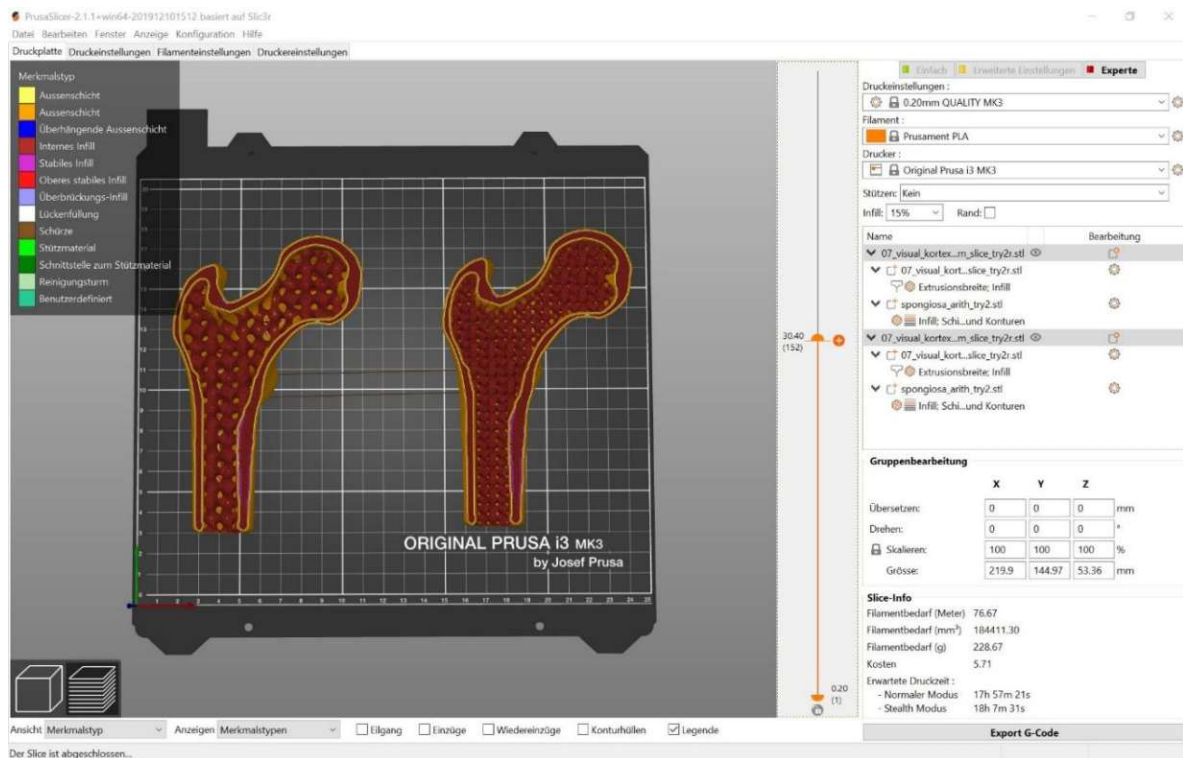 PrusaSlicer-2.1.1+win64-201912101512 basiert auf Slic3r
Datei Bearbeiten Fenster Anzeige Konfiguration Hilfe
Druckplatte Druckeinstellungen Filamenteinstellungen Druckereinstellungen
Merkmalstyp
Aussenschicht
Aussenschicht
Überhängende Aussenschicht
Internes Infill
Stabiles Infill
Oberes stabiles Infill
Überbrückungs-Infill
Lückenfüllung
Schürze
Stützmaterial
Schnittstelle zum Stützmaterial
Reinigungsturm
Benutzerdefiniert
ORIGINAL PRUSA i3 MK3
by Josef Prusa
30.40
(152)
0.20
(1)
Einfach Erweiterte Einstellungen Experte
Druckeinstellungen :
0.20mm QUALITY MK3
Filament :
Prusament PLA
Drucker :
Original Prusa i3 MK3
Stützen: Kein
Infill: 15% Rand:
Name Bearbeitung
07_visual_kortex...m_slice_try2r.stl
07_visual_kort...slice_try2r.stl
Extrusionsbreite; Infill
spongiosa_arith_try2.stl
Infill; Schi...und Konturen
07_visual_kortex...m_slice_try2r.stl
07_visual_kort...slice_try2r.stl
Extrusionsbreite; Infill
spongiosa_arith_try2.stl
Infill; Schi...und Konturen
Gruppenbearbeitung
X Y Z
Übersetzen: 0 0 0 mm
Drehen: 0 0 0 °
Skalieren: 100 100 100 %
Grösse: 219.9 144.97 53.36 mm
Slice-Info
Filamentbedarf (Meter) 76.67
Filamentbedarf (mm³) 184411.30
Filamentbedarf (g) 228.67
Kosten 5.71
Erwartete Druckzeit :
- Normaler Modus 17h 57m 21s
- Stealth Modus 18h 7m 31s
Export G-Code
Ansicht Merkmalstyp Anzeigen Merkmalstypen Eilgang Einzüge Wiedereinzüge Konturhüllen Legende
Der Slice ist abgeschlossen...